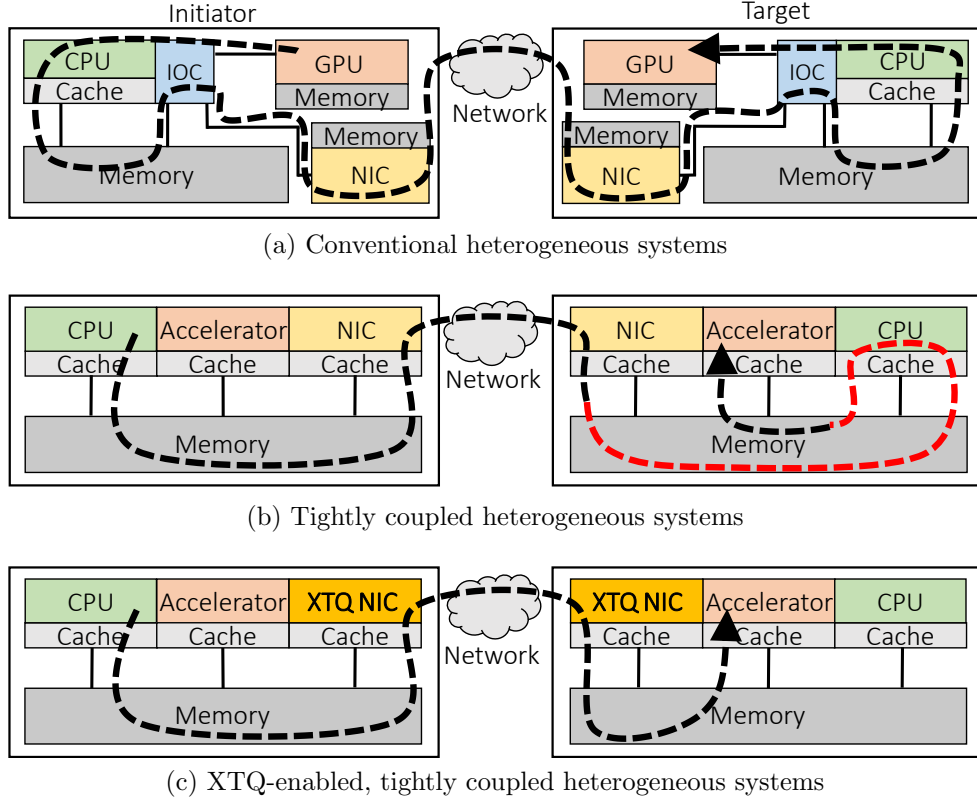 Initiator Target
CPU IOC GPU GPU IOC CPU
Cache Memory Network Memory Cache
Memory Memory
Memory NIC NIC Memory
(a) Conventional heterogeneous systems
CPU Accelerator NIC NIC Accelerator CPU
Cache Cache Cache Network Cache Cache Cache
Memory Memory
(b) Tightly coupled heterogeneous systems
CPU Accelerator XTQ NIC XTQ NIC Accelerator CPU
Cache Cache Cache Network Cache Cache Cache
Memory Memory
(c) XTQ-enabled, tightly coupled heterogeneous systems